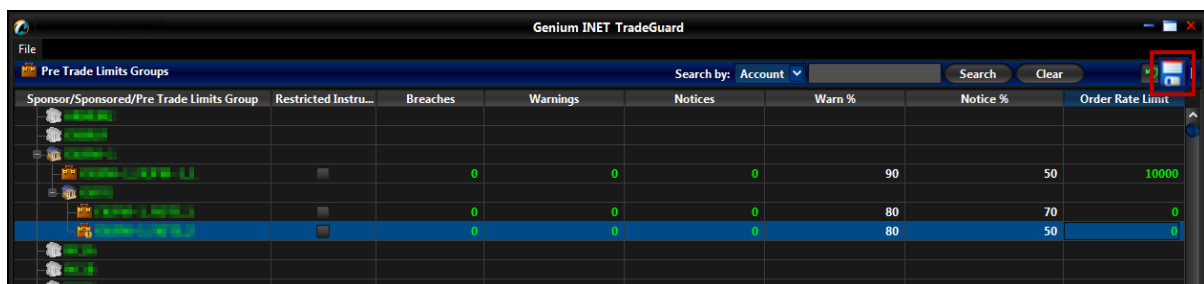 Genium INET TradeGuard
File
Pre Trade Limits Groups Search by: Account Search Clear
Sponsor/Sponsored/Pre Trade Limits Group Restricted Instru... Breaches Warnings Notices Warn % Notice % Order Rate Limit
0 0 0 90 50 10000
0 0 0 80 70 0
0 0 0 80 50 0